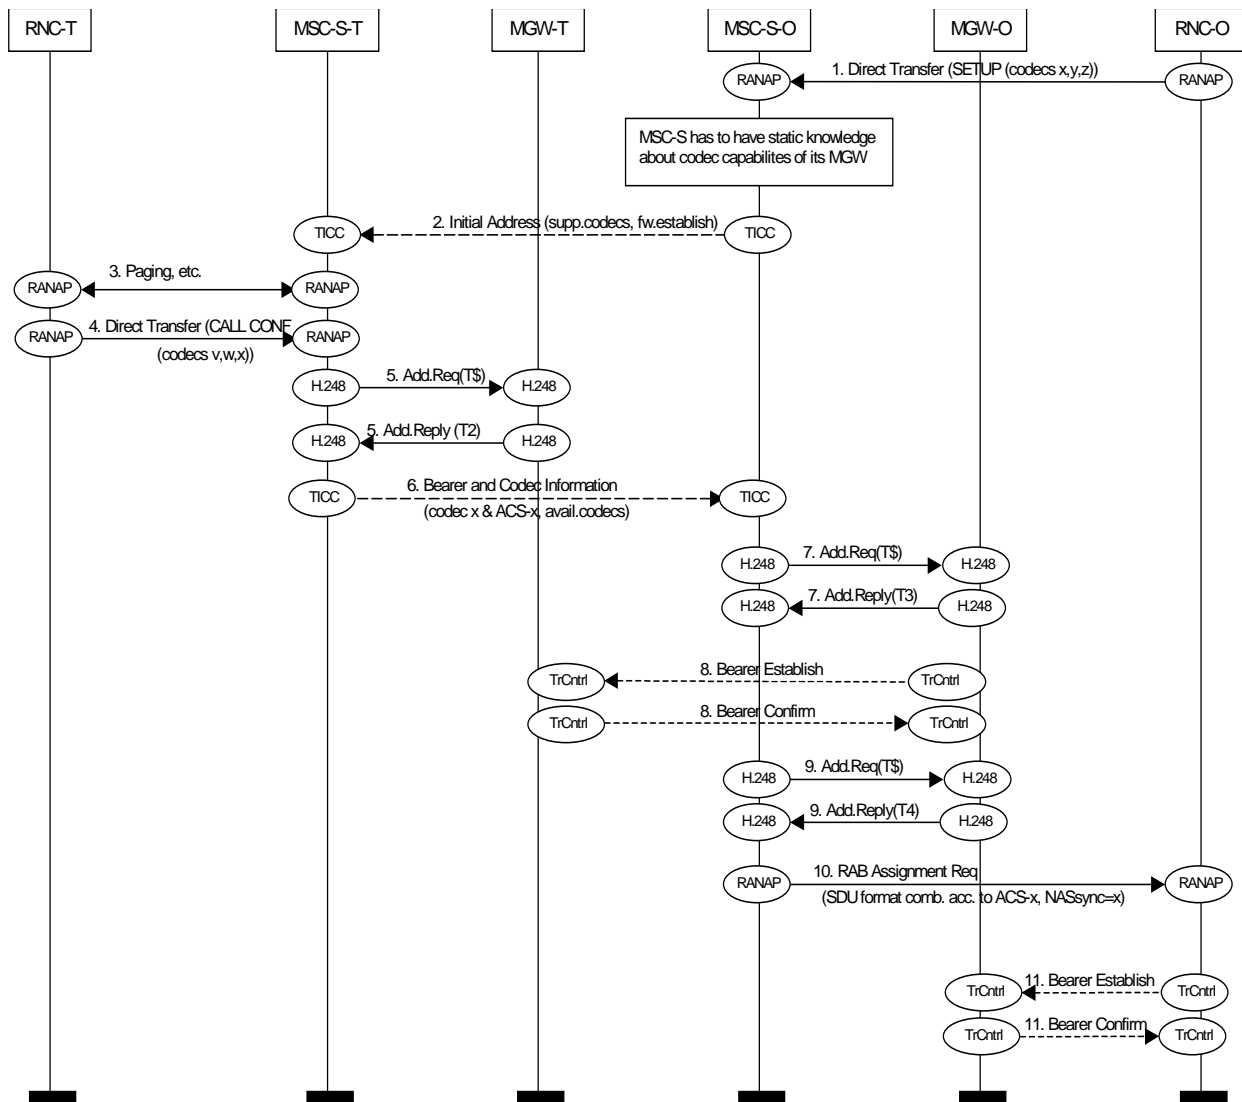 RNC-T
MSC-S-T
MGW-T
MSC-S-O
MGW-O
RNC-O
1. Direct Transfer (SETUP (codecs x,y,z))
RANAP
RANAP
MSC-S has to have static knowledge
about codec capabilites of its MGW
2. Initial Address (supp.codecs, fw.establish)
TICC
TICC
3. Paging, etc.
RANAP
RANAP
4. Direct Transfer (CALL CONF
RANAP
RANAP
(codecs v,w,x))
5. Add.Req(T$)
H.248
H.248
5. Add.Reply (T2)
H.248
H.248
6. Bearer and Codec Information
TICC
TICC
(codec x & ACS-x, avail.codecs)
7. Add.Req(T$)
H.248
H.248
7. Add.Reply(T3)
H.248
H.248
8. Bearer Establish
TrCntrl
TrCntrl
8. Bearer Confirm
TrCntrl
TrCntrl
9. Add.Req(T$)
H.248
H.248
9. Add.Reply(T4)
H.248
H.248
10. RAB Assignment Req
RANAP
RANAP
(SDU format comb. acc. to ACS-x, NASsync=x)
11. Bearer Establish
TrCntrl
TrCntrl
11. Bearer Confirm
TrCntrl
TrCntrl